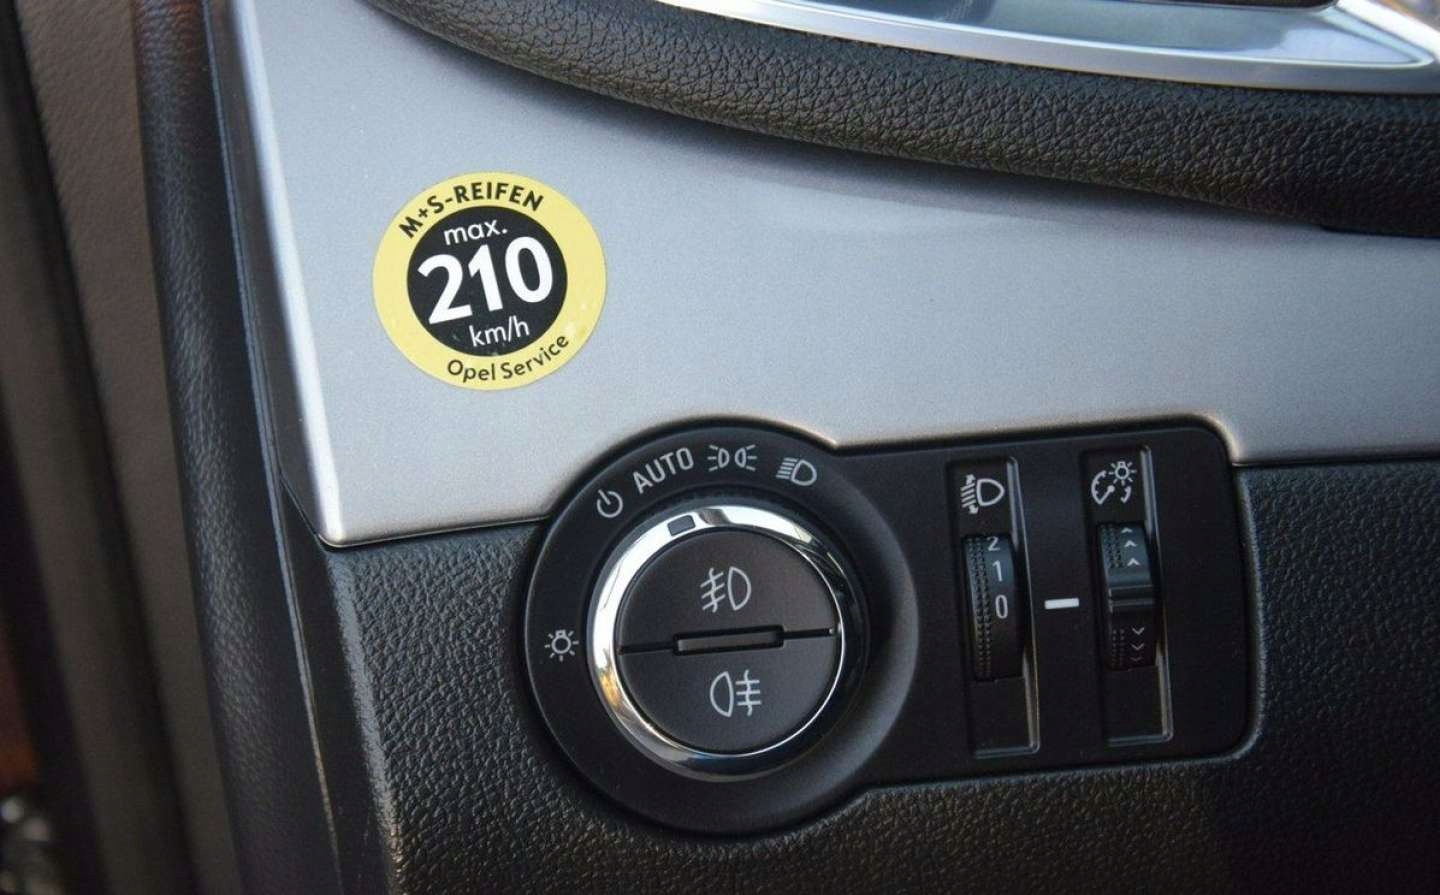 M+S-REIFEN
max.
210
km/h
Opel Service
AUTO
2
1
0